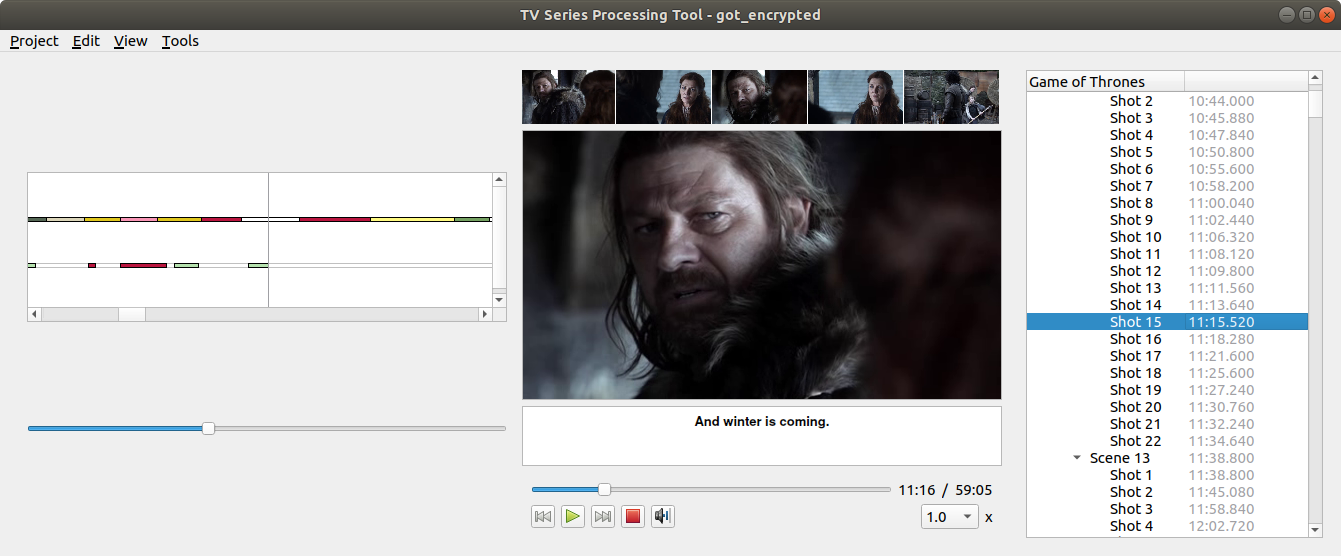 TV Series Processing Tool - got_encrypted
Project Edit View Tools
Game of Thrones
Shot 2 10:44.000
Shot 3 10:45.880
Shot 4 10:47.840
Shot 5 10:50.800
Shot 6 10:55.600
Shot 7 10:58.200
Shot 8 11:00.040
Shot 9 11:02.440
Shot 10 11:06.320
Shot 11 11:08.120
Shot 12 11:09.800
Shot 13 11:11.560
Shot 14 11:13.640
Shot 15 11:15.520
Shot 16 11:18.280
Shot 17 11:21.600
Shot 18 11:25.600
Shot 19 11:27.240
Shot 20 11:30.760
Shot 21 11:32.240
Shot 22 11:34.640
Scene 13 11:38.800
Shot 1 11:38.800
Shot 2 11:45.080
Shot 3 11:58.840
Shot 4 12:02.720
And winter is coming.
11:16 / 59:05
1.0 x